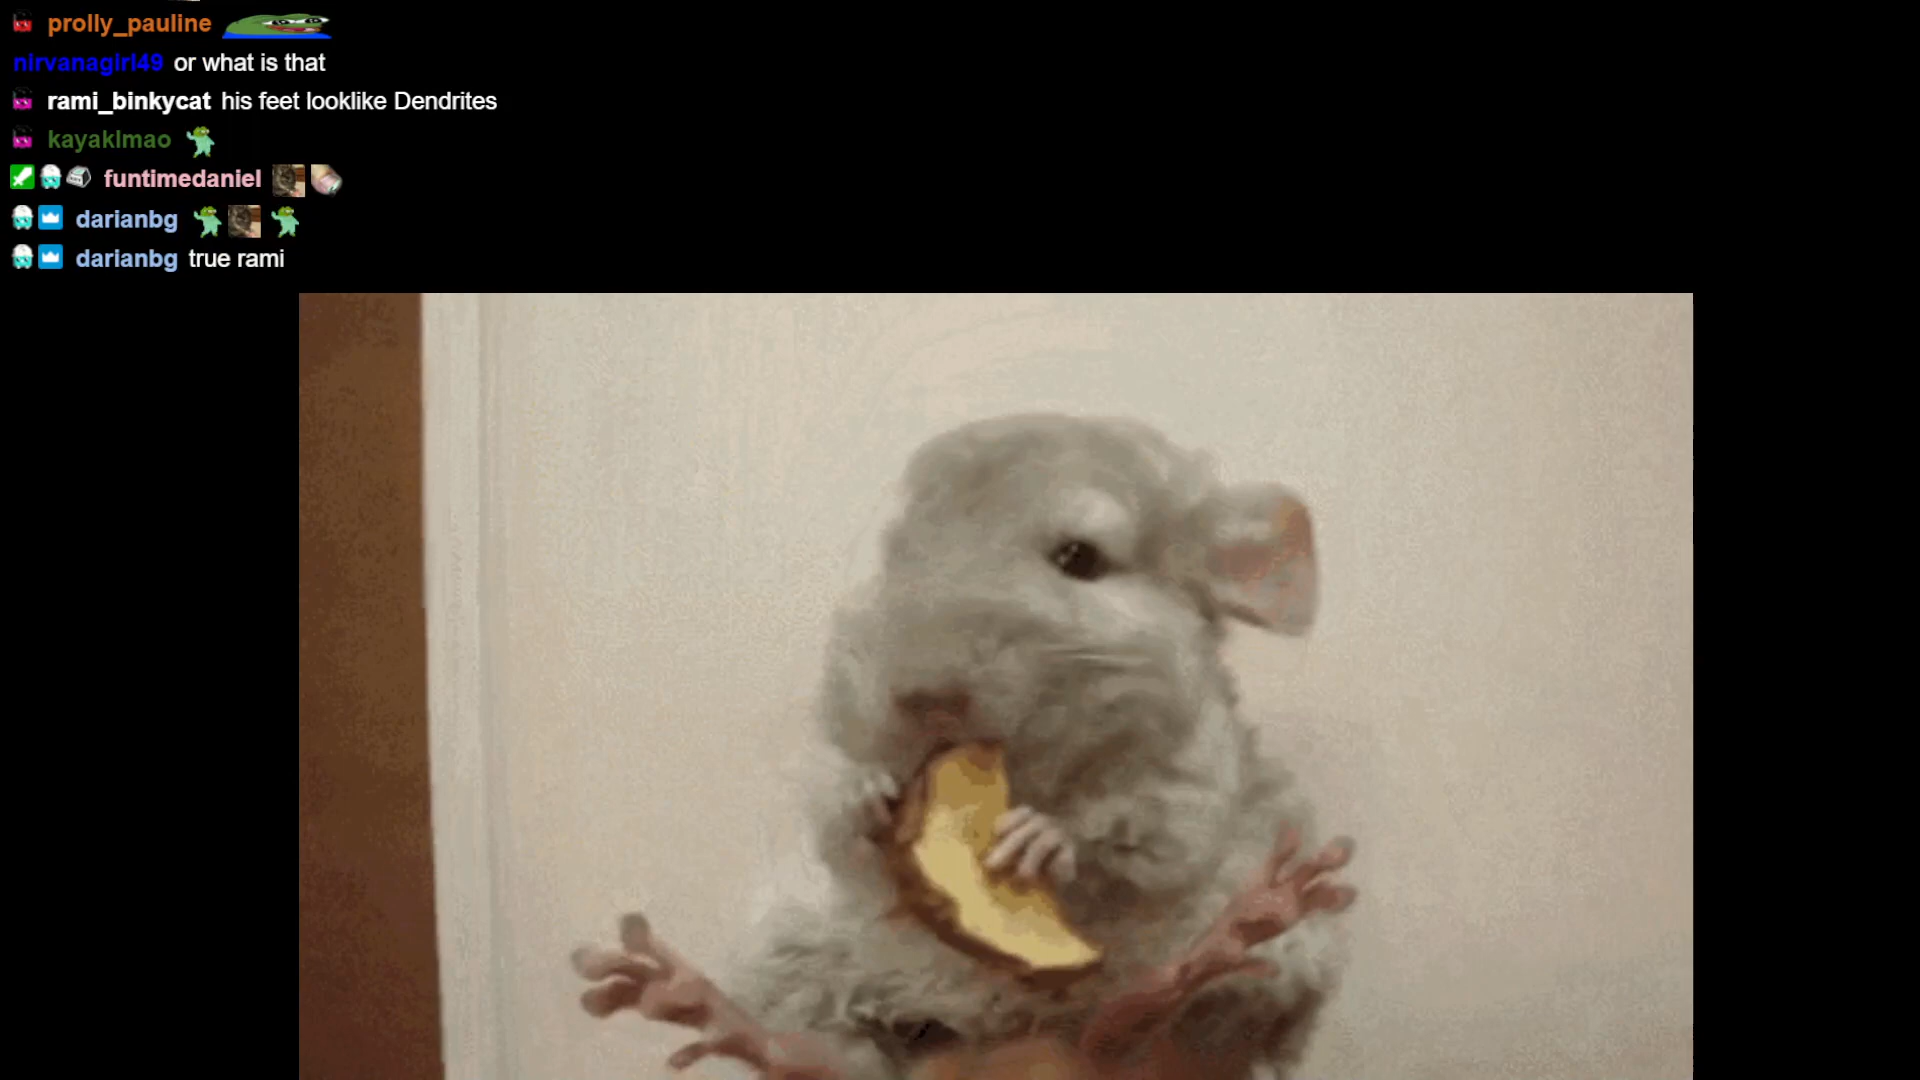 prolly_pauline
nirvanagirl49 or what is that
rami_binkycat his feet looklike Dendrites
kayaklmao
funtimedaniel
darianbg
darianbg true rami